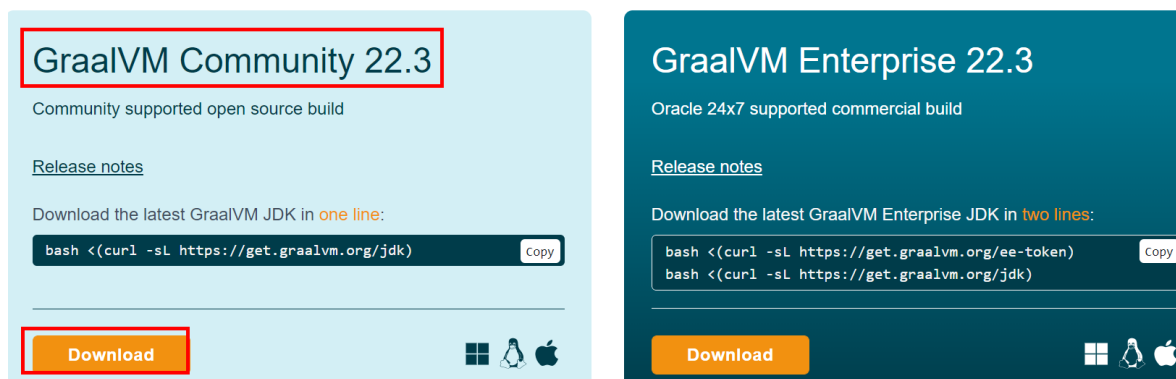 GraalVM Community 22.3
Community supported open source build
Release notes
Download the latest GraalVM JDK in one line:
bash <(curl -sL https://get.graalvm.org/jdk)
Copy
Download
GraalVM Enterprise 22.3
Oracle 24x7 supported commercial build
Release notes
Download the latest GraalVM Enterprise JDK in two lines:
bash <(curl -sL https://get.graalvm.org/ee-token)
bash <(curl -sL https://get.graalvm.org/jdk)
Copy
Download